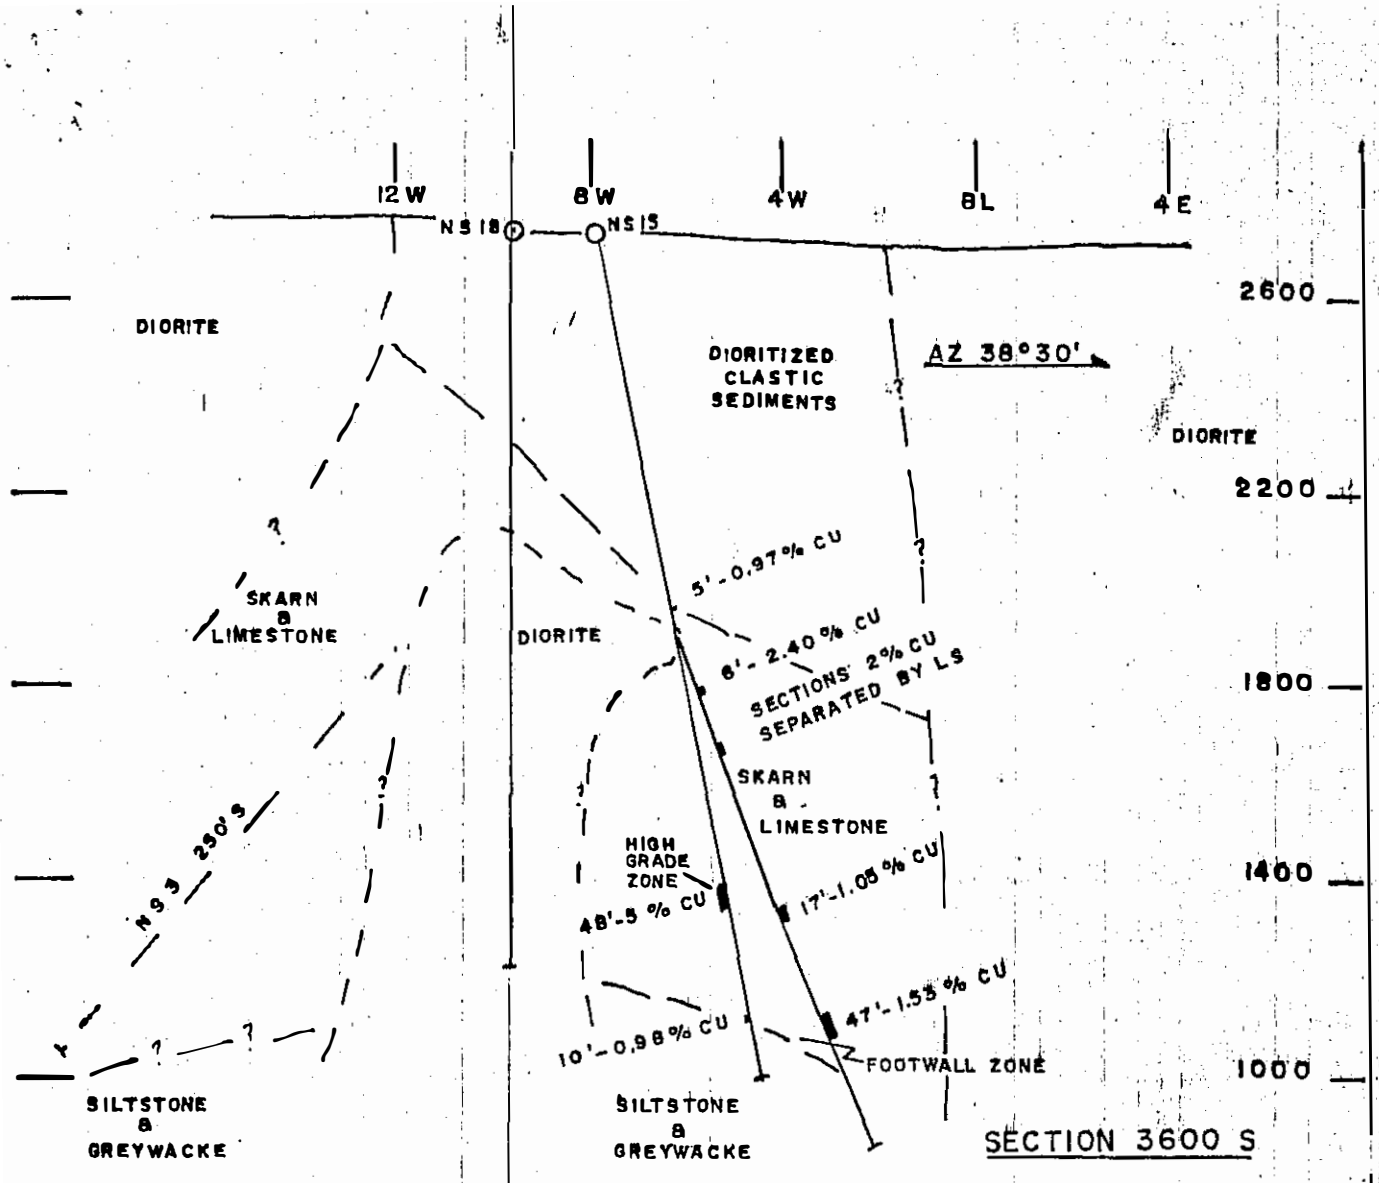 12 W
8 W
4 W
8L
4 E
NS 18
NS 15
2600
DIORITE
DIORITIZED
CLASTIC
SEDIMENTS
AZ 38°30'
?
DIORITE
2200
?
?
5'-0.97% CU
SKARN
&
LIMESTONE
DIORITE
6'- 2.40% CU
SECTIONS 2% CU
SEPARATED BY LS
1800
?
?
?
SKARN
&
LIMESTONE
NS 3 250'S
HIGH
GRADE
ZONE
48'-5 % CU
17'-1.05 % CU
1400
47'-1.53 % CU
10'-0.98% CU
?
?
FOOTWALL ZONE
1000
SILTSTONE
&
GREYWACKE
SILTSTONE
&
GREYWACKE
SECTION 3600 S